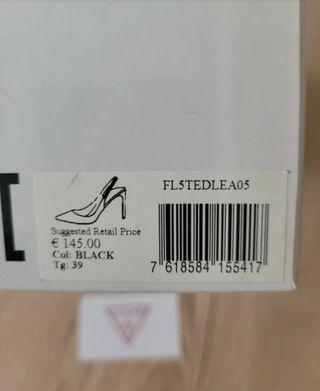 FL5TEDLEA05
Suggested Retail Price
€ 145.00
Col: BLACK
Tg: 39
7 618584 155417